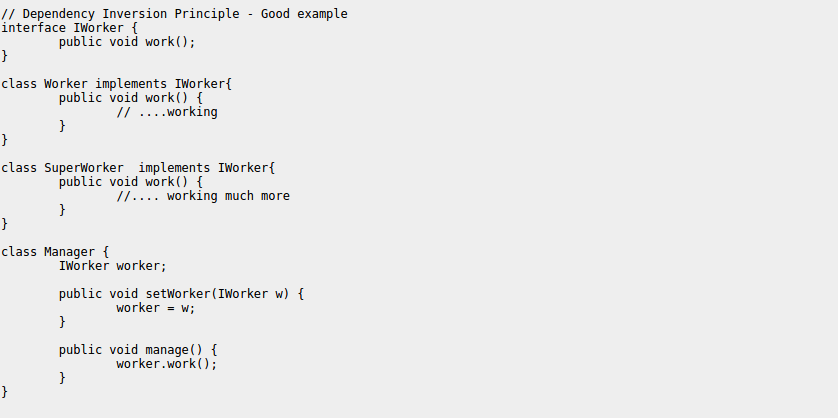 // Dependency Inversion Principle - Good example
interface IWorker {
        public void work();
}

class Worker implements IWorker{
        public void work() {
                // ....working
        }
}

class SuperWorker  implements IWorker{
        public void work() {
                //.... working much more
        }
}

class Manager {
        IWorker worker;

        public void setWorker(IWorker w) {
                worker = w;
        }

        public void manage() {
                worker.work();
        }
}